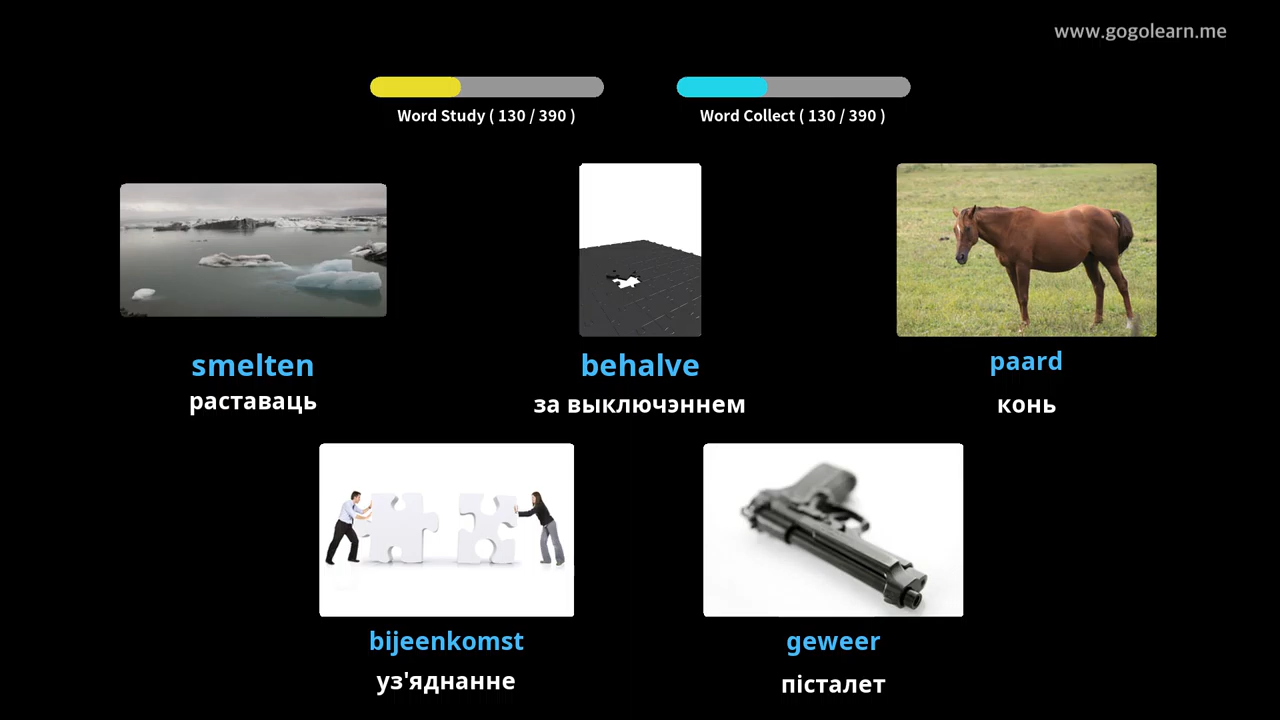 www.gogolearn.me
Word Study ( 130 / 390 )
Word Collect ( 130 / 390 )
smelten
раставаць
behalve
за выключэннем
paard
конь
bijeenkomst
уз'яднанне
geweer
пісталет